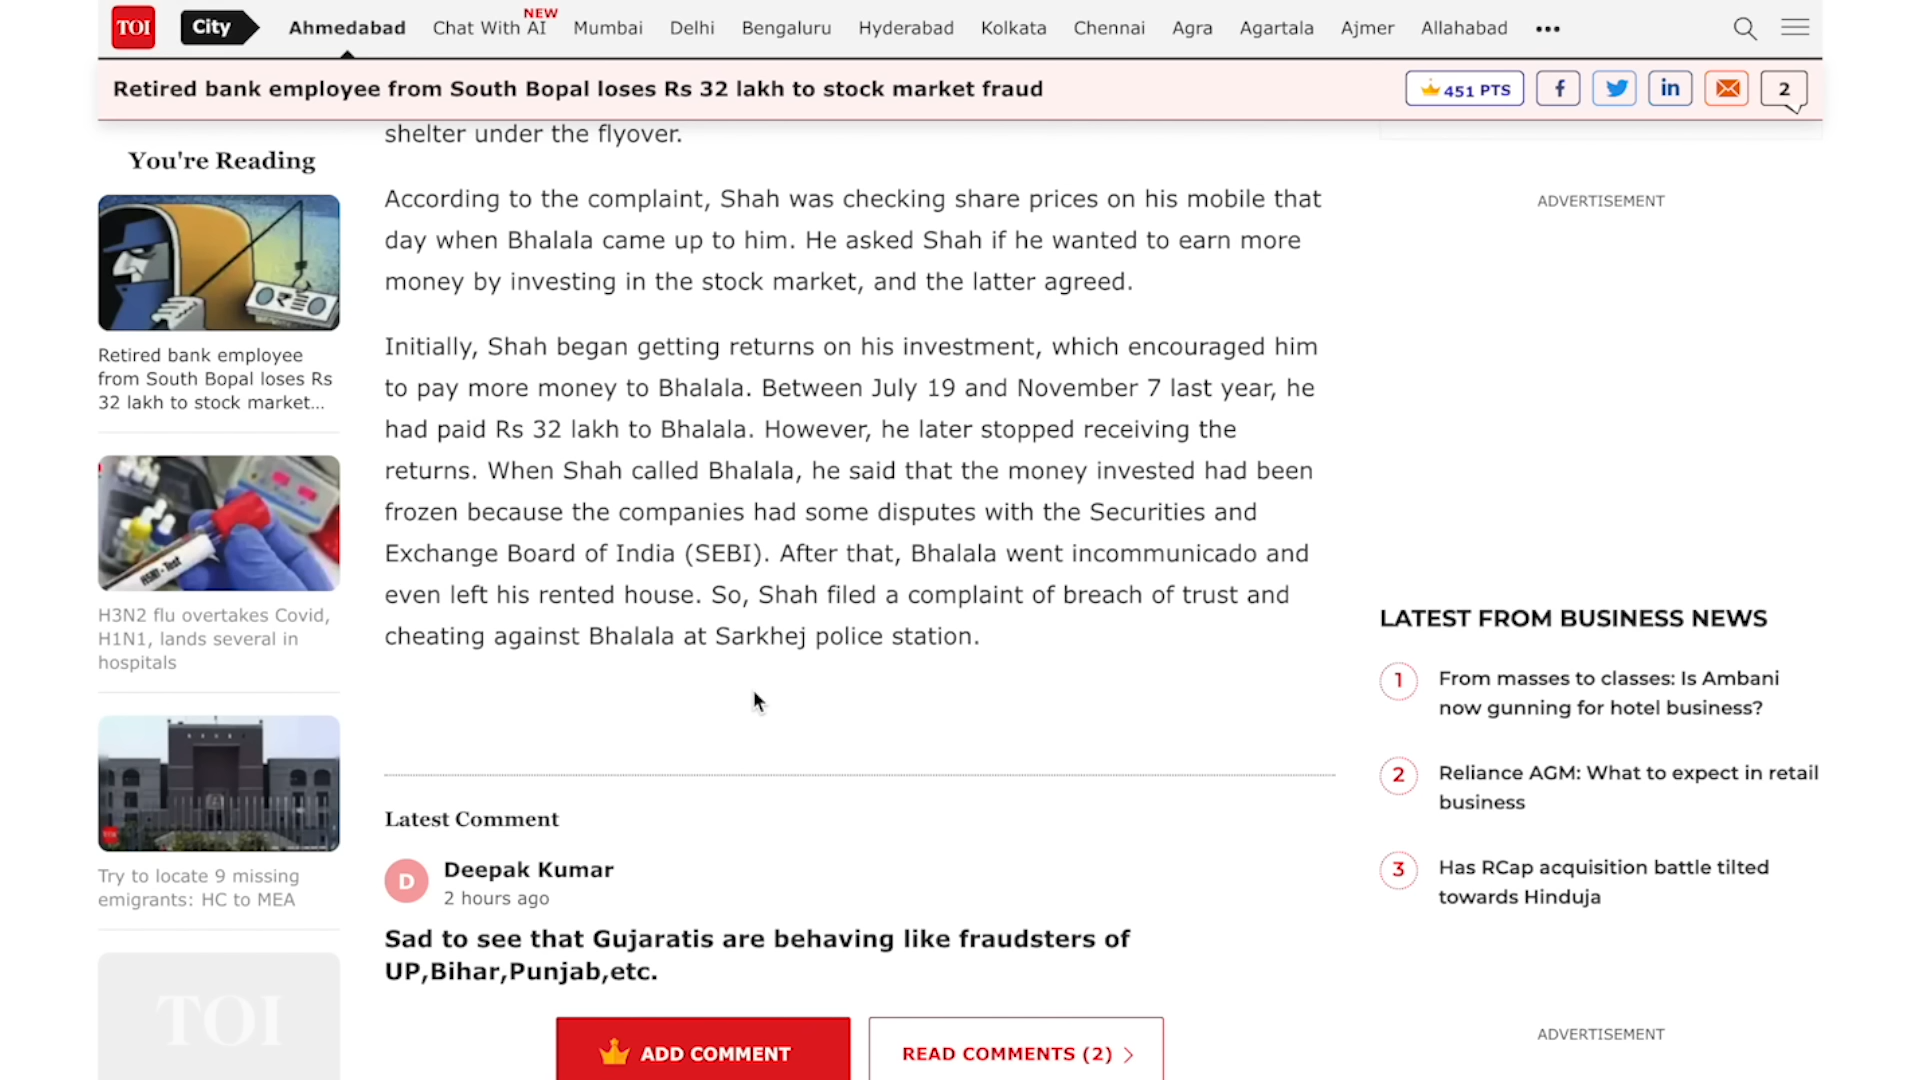 TOI City Ahmedabad Chat With AI NEW Mumbai Delhi Bengaluru Hyderabad Kolkata Chennai Agra Agartala Ajmer Allahabad •••
Retired bank employee from South Bopal loses Rs 32 lakh to stock market fraud 451 PTS f in 2
shelter under the flyover.
You're Reading
Retired bank employee
from South Bopal loses Rs
32 lakh to stock market...
H3N2 flu overtakes Covid,
H1N1, lands several in
hospitals
Try to locate 9 missing
emigrants: HC to MEA
TOI
According to the complaint, Shah was checking share prices on his mobile that
day when Bhalala came up to him. He asked Shah if he wanted to earn more
money by investing in the stock market, and the latter agreed.
Initially, Shah began getting returns on his investment, which encouraged him
to pay more money to Bhalala. Between July 19 and November 7 last year, he
had paid Rs 32 lakh to Bhalala. However, he later stopped receiving the
returns. When Shah called Bhalala, he said that the money invested had been
frozen because the companies had some disputes with the Securities and
Exchange Board of India (SEBI). After that, Bhalala went incommunicado and
even left his rented house. So, Shah filed a complaint of breach of trust and
cheating against Bhalala at Sarkhej police station.
Latest Comment
D
Deepak Kumar
2 hours ago
Sad to see that Gujaratis are behaving like fraudsters of
UP,Bihar,Punjab,etc.
ADD COMMENT
READ COMMENTS (2)
ADVERTISEMENT
LATEST FROM BUSINESS NEWS
1
From masses to classes: Is Ambani
now gunning for hotel business?
2
Reliance AGM: What to expect in retail
business
3
Has RCap acquisition battle tilted
towards Hinduja
ADVERTISEMENT